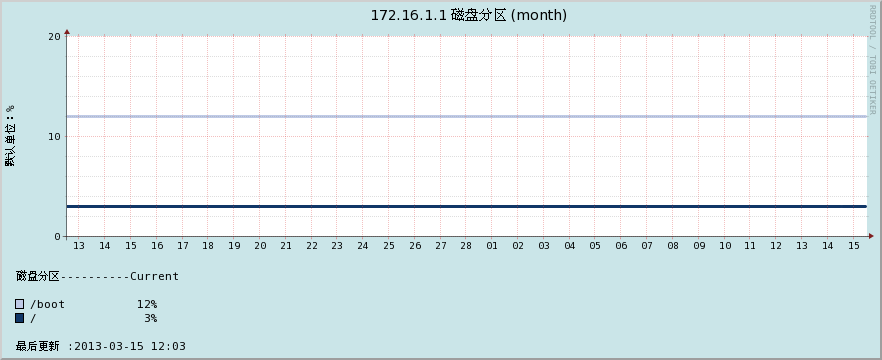 172.16.1.1 磁盘分区 (month)
RRDTOOL / TOBI OETIKER
默认单位：%
20
10
0
13 14 15 16 17 18 19 20 21 22 23 24 25 26 27 28 01 02 03 04 05 06 07 08 09 10 11 12 13 14 15
磁盘分区----------Current
/boot 12%
/ 3%
最后更新 :2013-03-15 12:03